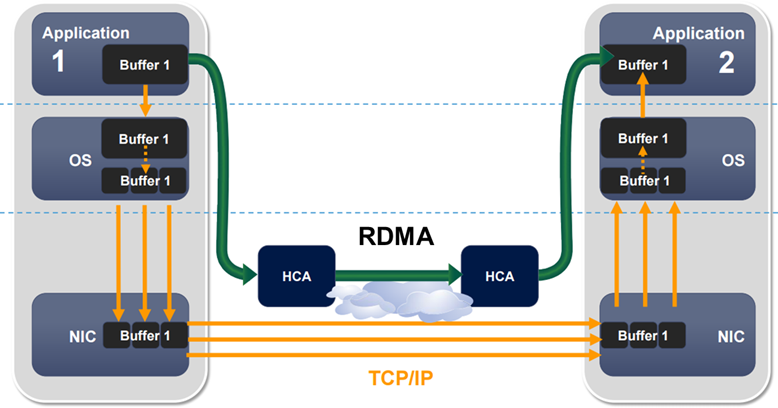 Application
1
Buffer 1
Application
2
Buffer 1
OS
Buffer 1
Buffer 1
Buffer 1
OS
Buffer 1
RDMA
HCA
HCA
NIC
Buffer 1
Buffer 1
NIC
TCP/IP